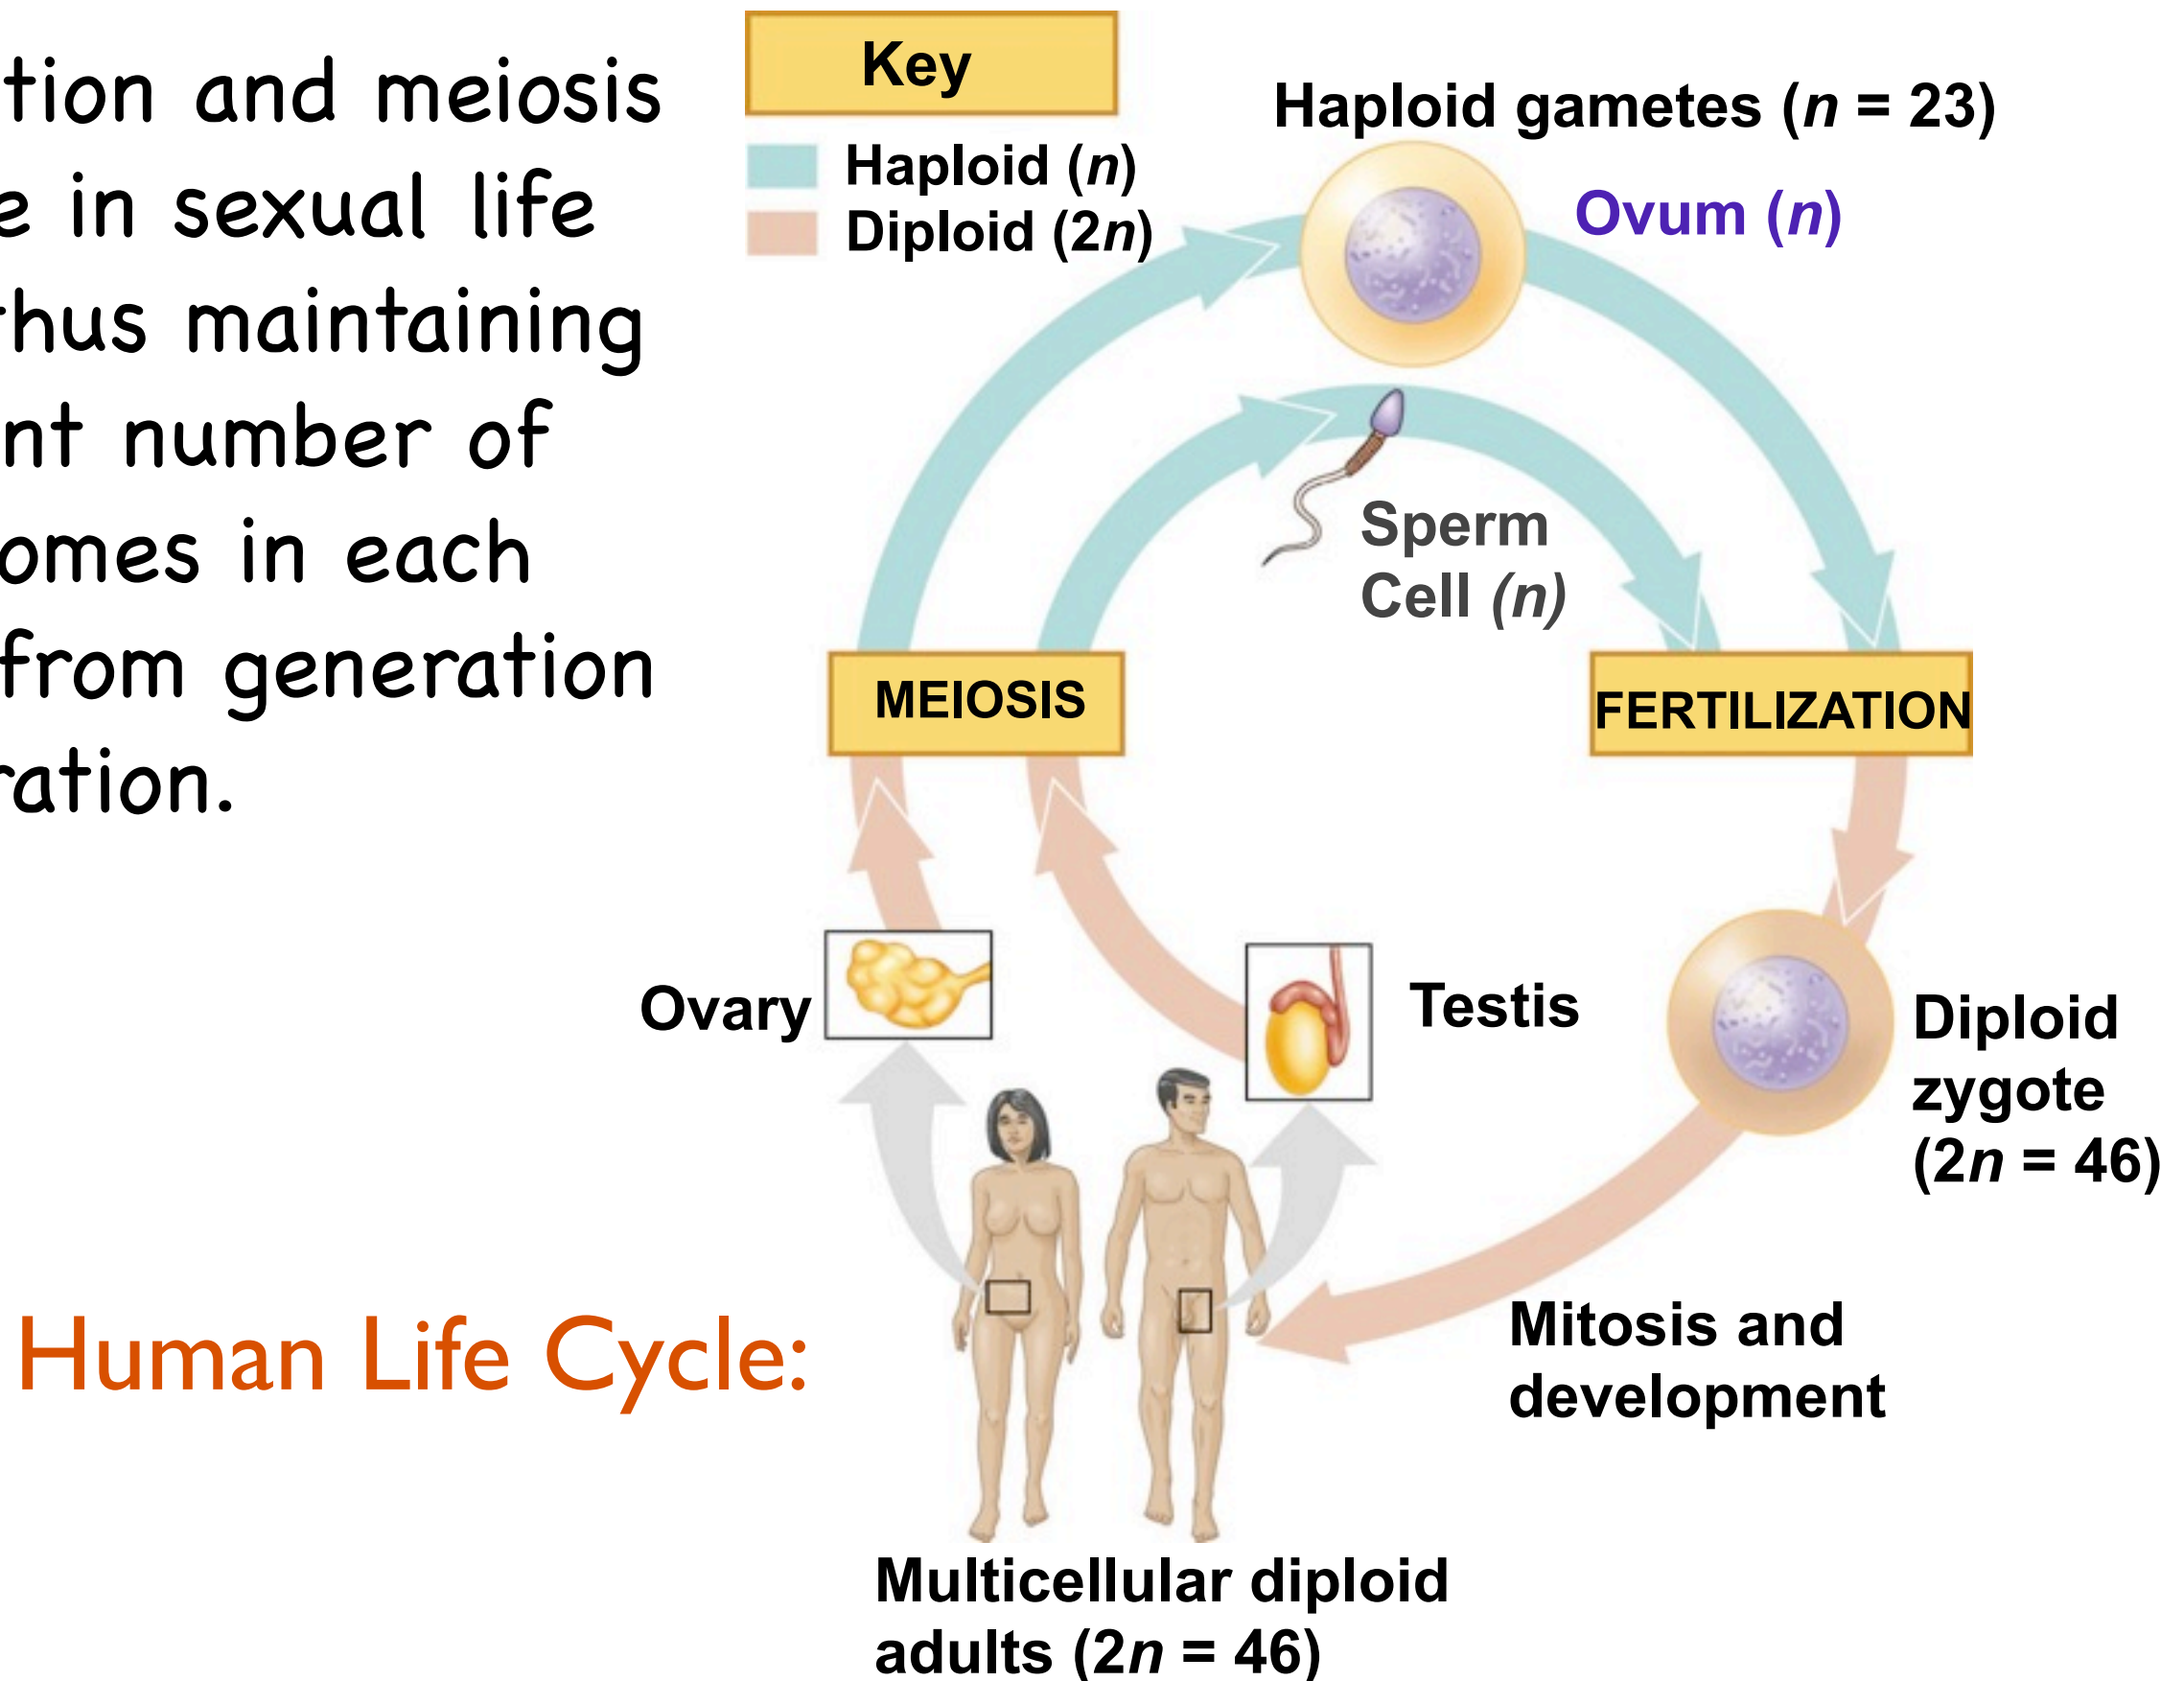 tion and meiosis
e in sexual life
thus maintaining
nt number of
omes in each
from generation
ration.
Key
Haploid (n)
Diploid (2n)
Haploid gametes (n = 23)
Ovum (n)
Sperm
Cell (n)
MEIOSIS
FERTILIZATION
Ovary
Testis
Diploid
zygote
(2n = 46)
Human Life Cycle:
Mitosis and
development
Multicellular diploid
adults (2n = 46)